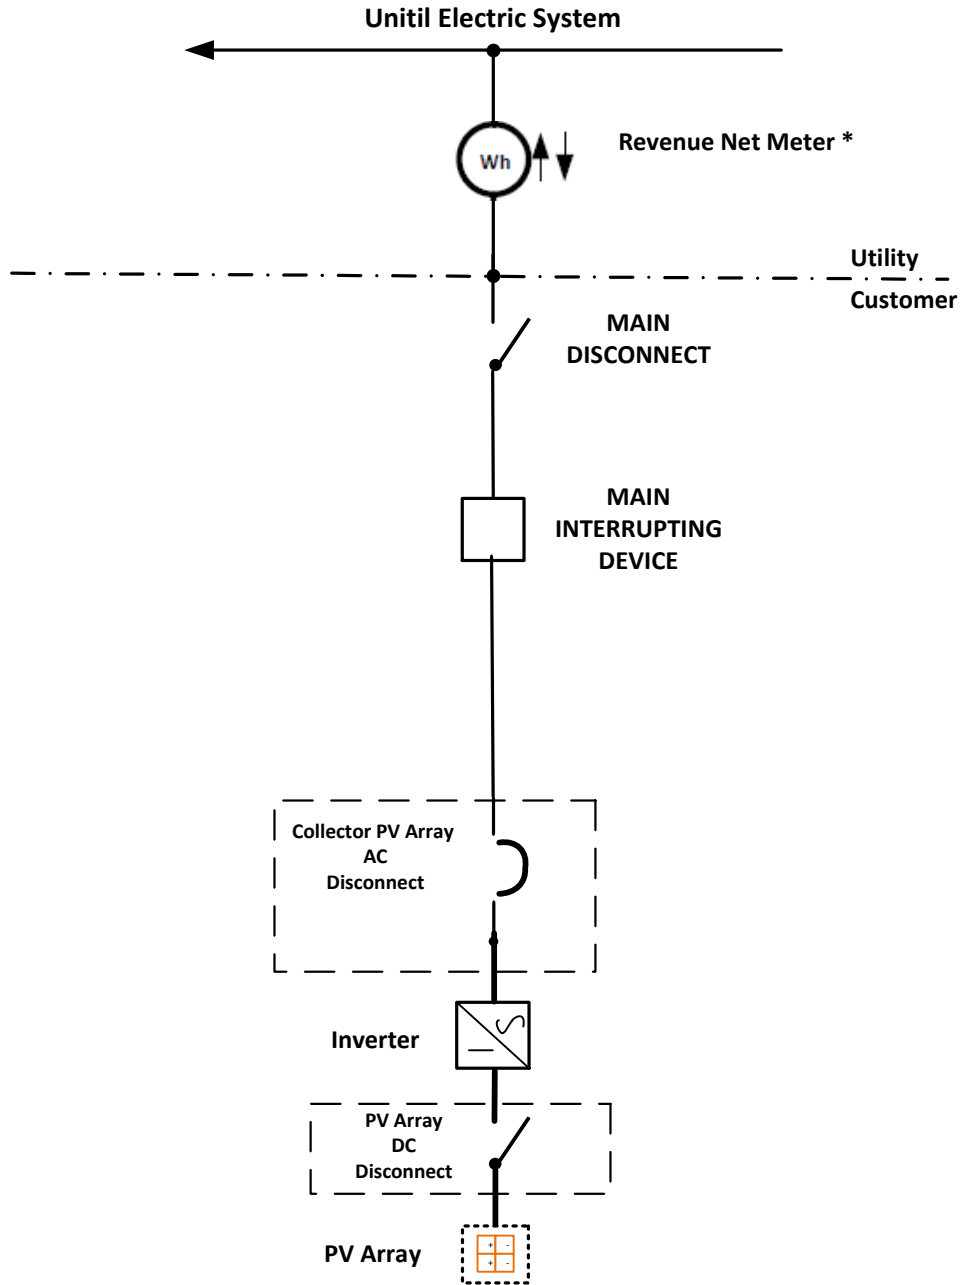 Unitil Electric System
Wh
Revenue Net Meter *
Utility
Customer
MAIN
DISCONNECT
MAIN
INTERRUPTING
DEVICE
Collector PV Array
AC
Disconnect
Inverter
PV Array
DC
Disconnect
PV Array
+ -
+ -